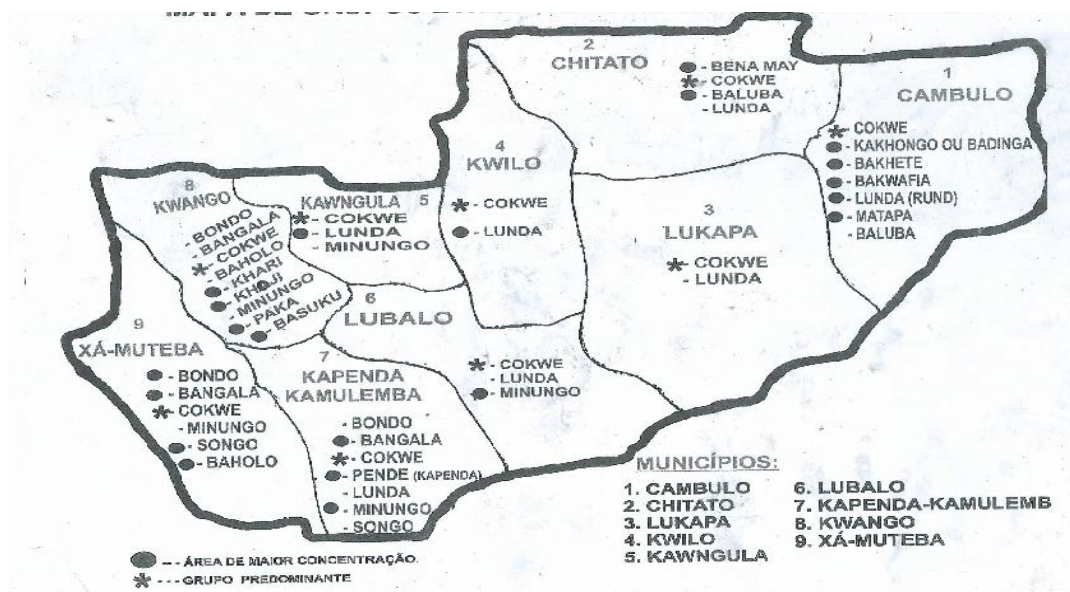 MAPA DE
2
CHITATO
- BENA MAY
* - COKWE
- BALUBA
- LUNDA
1
CAMBULO
* - COKWE
- KAKHONGO OU BADINGA
- BAKHETE
- BAKWAFIA
- LUNDA (RUND)
- MATAPA
- BALUBA
4
KWILO
* - COKWE
- LUNDA
3
LUKAPA
* - COKWE
- LUNDA
KAWNGULA 5
* - COKWE
- LUNDA
- MINUNGO
8
KWANGO
- BONDO
- BANGALA
* - COKWE
- BAHOLO
- KHARI
- KHOJI
- MINUNGO
- PAKA
- BASUKU
6
LUBALO
* - COKWE
- LUNDA
- MINUNGO
9
XÁ-MUTEBA
- BONDO
- BANGALA
* - COKWE
- MINUNGO
- SONGO
- BAHOLO
7
KAPENDA
KAMULEMBA
- BONDO
- BANGALA
* - COKWE
- PENDE (KAPENDA)
- LUNDA
- MINUNGO
- SONGO
MUNICÍPIOS:
1. CAMBULO
2. CHITATO
3. LUKAPA
4. KWILO
5. KAWNGULA
6. LUBALO
7. KAPENDA-KAMULEMB
8. KWANGO
9. XÁ-MUTEBA
--- ÁREA DE MAIOR CONCENTRAÇÃO.
* --- GRUPO PREDOMINANTE